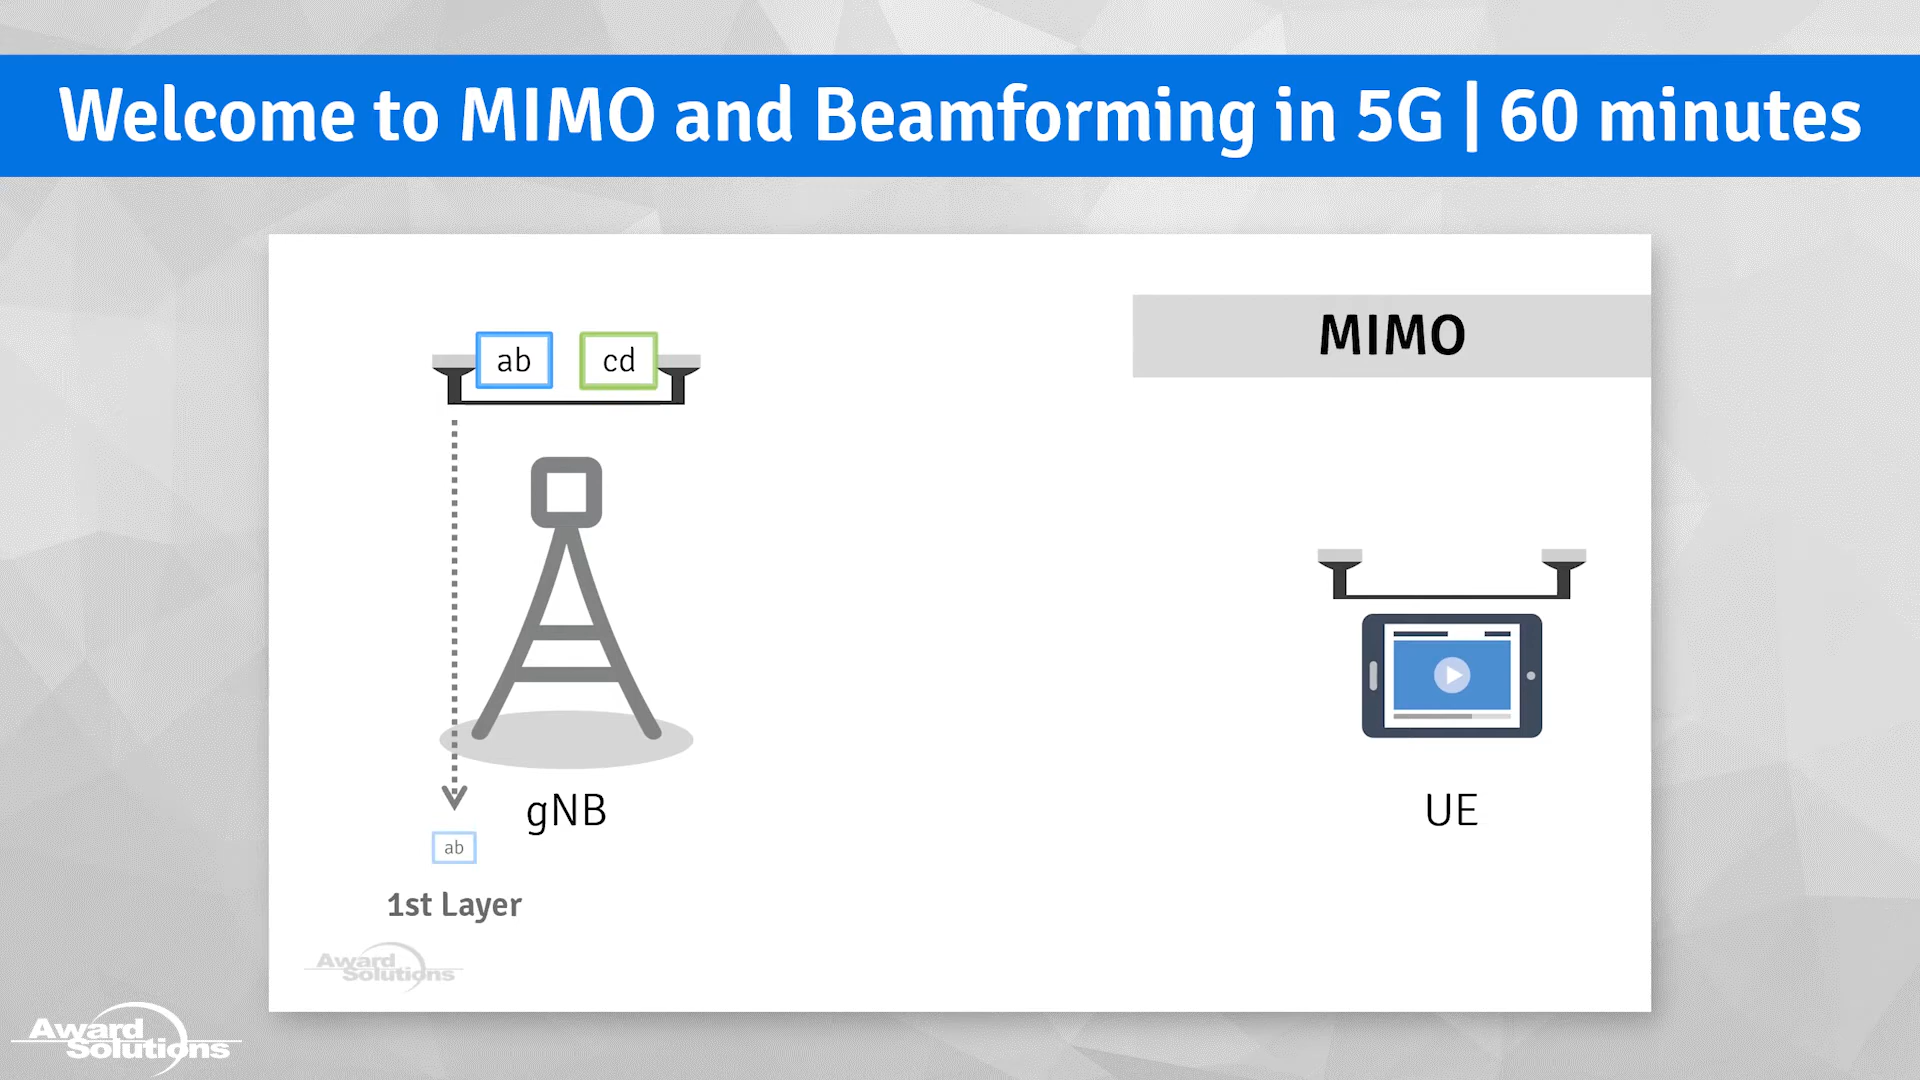 Welcome to MIMO and Beamforming in 5G | 60 minutes
MIMO
ab
cd
gNB
UE
ab
1st Layer
Award
Solutions
Award
Solutions